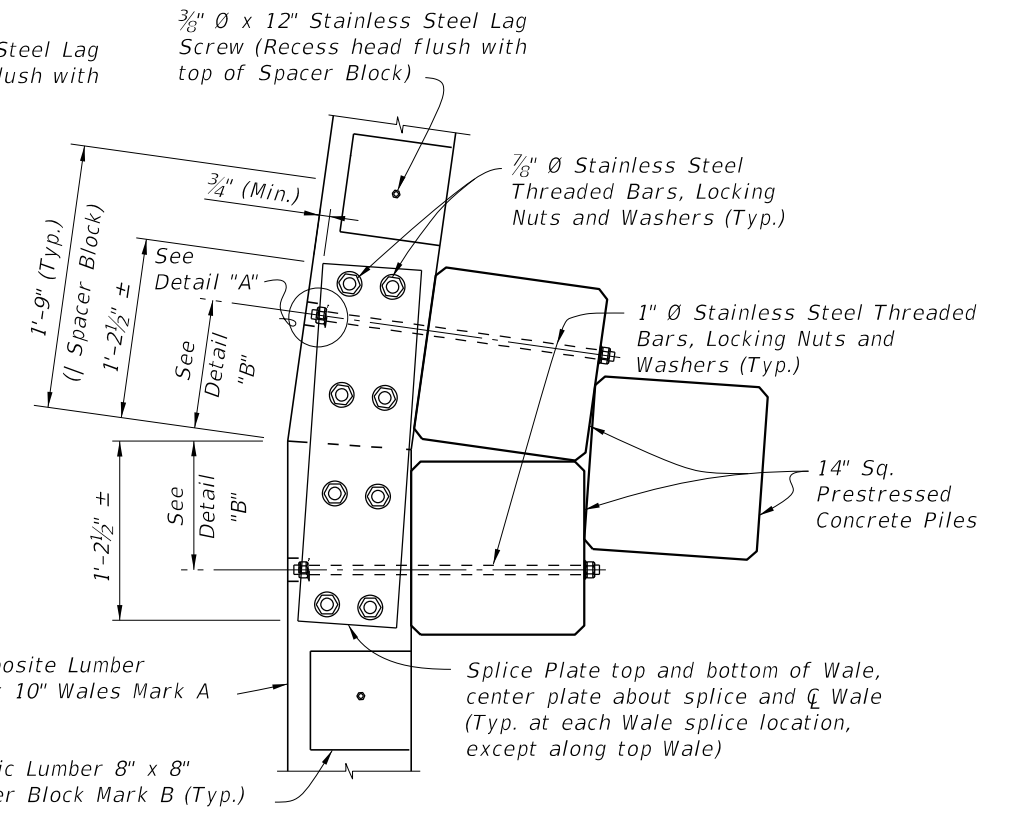 ⅜" Ø x 12" Stainless Steel Lag
Screw (Recess head flush with
top of Spacer Block)
Steel Lag
lush with
⅞" Ø Stainless Steel
Threaded Bars, Locking
Nuts and Washers (Typ.)
¾" (Min.)
1'-9" (Typ.)
(| Spacer Block)
1'-2½" ±
See
Detail "A"
See
Detail
"B"
1" Ø Stainless Steel Threaded
Bars, Locking Nuts and
Washers (Typ.)
14" Sq.
Prestressed
Concrete Piles
1'-2½" ±
See
Detail
"B"
osite Lumber
10" Wales Mark A
Splice Plate top and bottom of Wale,
center plate about splice and ℄ Wale
(Typ. at each Wale splice location,
except along top Wale)
ic Lumber 8" x 8"
er Block Mark B (Typ.)